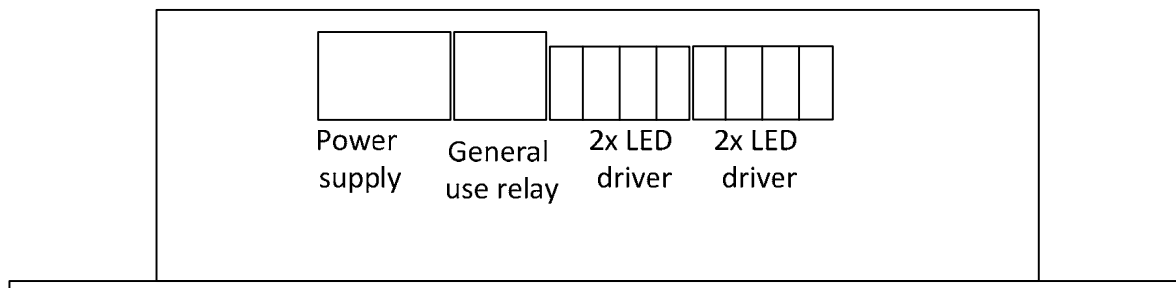 Power
supply
General
use relay
2x LED
driver
2x LED
driver